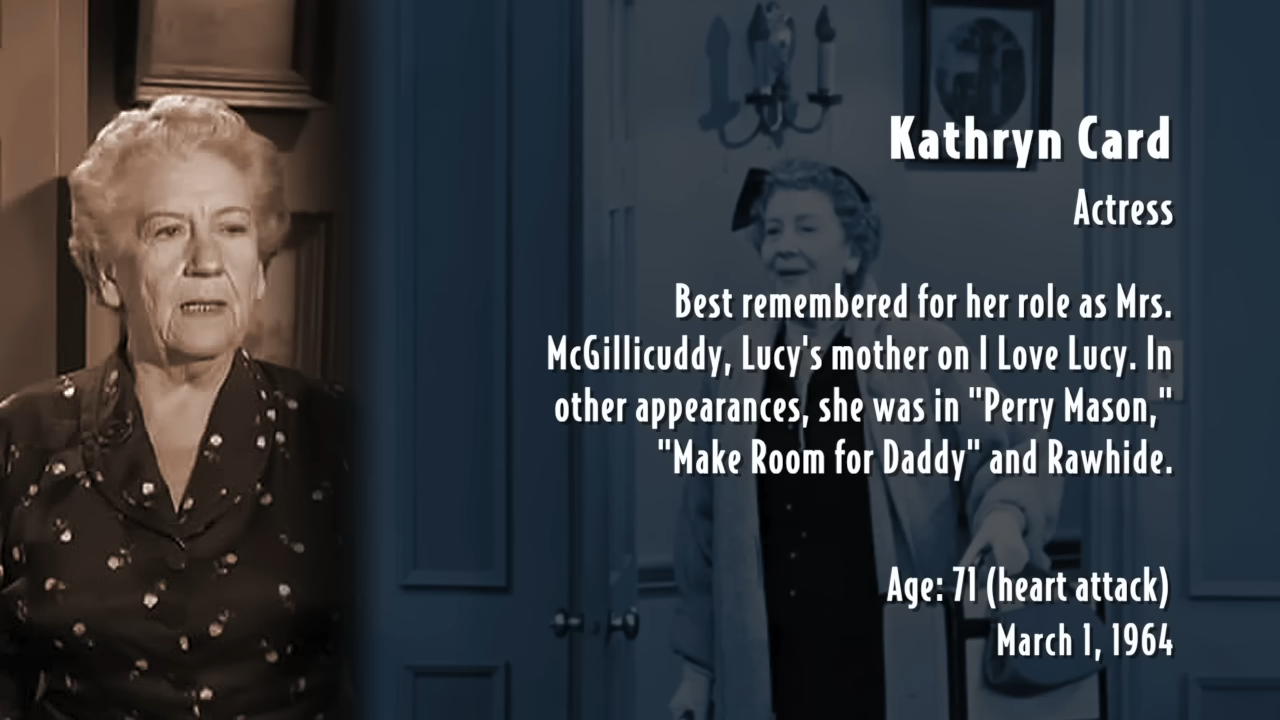 Kathryn Card
Actress
Best remembered for her role as Mrs.
McGillicuddy, Lucy's mother on I Love Lucy. In
other appearances, she was in "Perry Mason,"
"Make Room for Daddy" and Rawhide.
Age: 71 (heart attack)
March 1, 1964